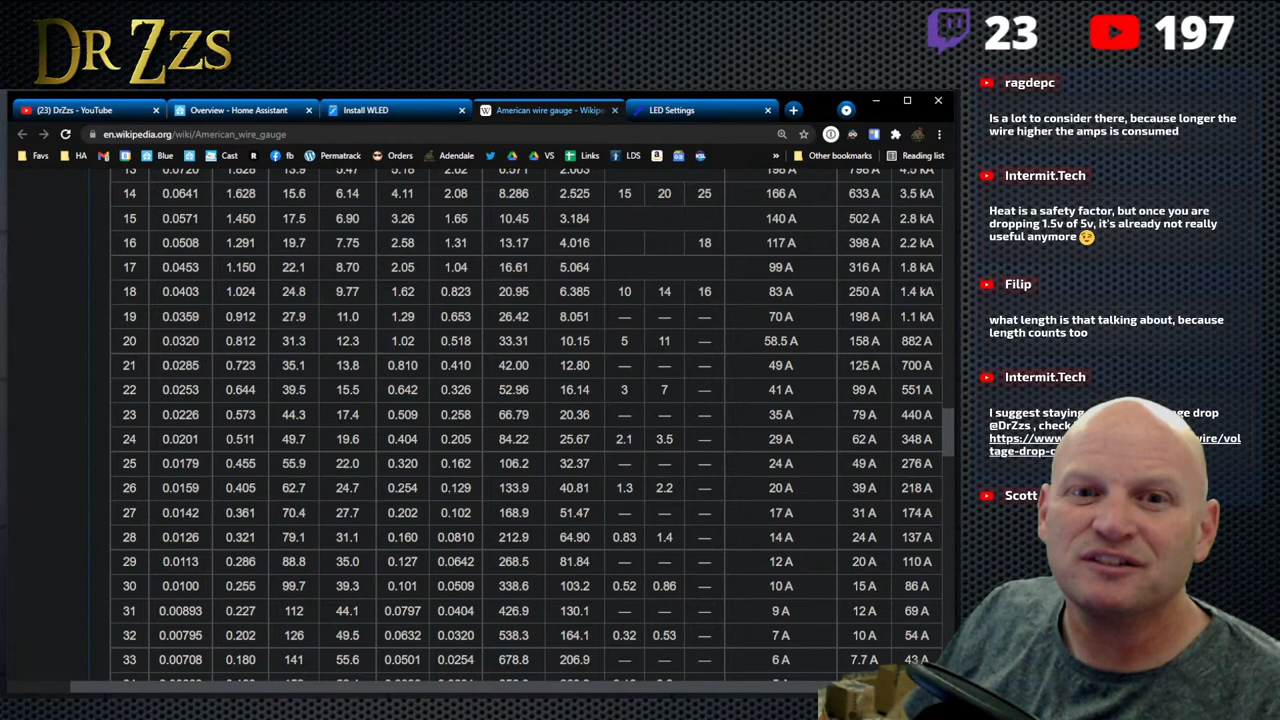 DR ZZS
23
197
(23) DrZzs - YouTube
Overview - Home Assistant
Install WLED
American wire gauge - Wikipe
LED Settings
en.wikipedia.org/wiki/American_wire_gauge
Favs HA Blue Cast fb Permatrack Orders Adendale VS Links LDS KSL » Other bookmarks Reading list
14 0.0641 1.628 15.6 6.14 4.11 2.08 8.286 2.525 15 20 25 166 A 633 A 3.5 kA
15 0.0571 1.450 17.5 6.90 3.26 1.65 10.45 3.184 140 A 502 A 2.8 kA
16 0.0508 1.291 19.7 7.75 2.58 1.31 13.17 4.016 18 117 A 398 A 2.2 kA
17 0.0453 1.150 22.1 8.70 2.05 1.04 16.61 5.064 99 A 316 A 1.8 kA
18 0.0403 1.024 24.8 9.77 1.62 0.823 20.95 6.385 10 14 16 83 A 250 A 1.4 kA
19 0.0359 0.912 27.9 11.0 1.29 0.653 26.42 8.051 — — — 70 A 198 A 1.1 kA
20 0.0320 0.812 31.3 12.3 1.02 0.518 33.31 10.15 5 11 — 58.5 A 158 A 882 A
21 0.0285 0.723 35.1 13.8 0.810 0.410 42.00 12.80 — — — 49 A 125 A 700 A
22 0.0253 0.644 39.5 15.5 0.642 0.326 52.96 16.14 3 7 — 41 A 99 A 551 A
23 0.0226 0.573 44.3 17.4 0.509 0.258 66.79 20.36 — — — 35 A 79 A 440 A
24 0.0201 0.511 49.7 19.6 0.404 0.205 84.22 25.67 2.1 3.5 — 29 A 62 A 348 A
25 0.0179 0.455 55.9 22.0 0.320 0.162 106.2 32.37 — — — 24 A 49 A 276 A
26 0.0159 0.405 62.7 24.7 0.254 0.129 133.9 40.81 1.3 2.2 — 20 A 39 A 218 A
27 0.0142 0.361 70.4 27.7 0.202 0.102 168.9 51.47 — — — 17 A 31 A 174 A
28 0.0126 0.321 79.1 31.1 0.160 0.0810 212.9 64.90 0.83 1.4 — 14 A 24 A 137 A
29 0.0113 0.286 88.8 35.0 0.127 0.0642 268.5 81.84 — — — 12 A 20 A 110 A
30 0.0100 0.255 99.7 39.3 0.101 0.0509 338.6 103.2 0.52 0.86 — 10 A 15 A 86 A
31 0.00893 0.227 112 44.1 0.0797 0.0404 426.9 130.1 — — — 9 A 12 A 69 A
32 0.00795 0.202 126 49.5 0.0632 0.0320 538.3 164.1 0.32 0.53 — 7 A 10 A 54 A
33 0.00708 0.180 141 55.6 0.0501 0.0254 678.8 206.9 — — — 6 A 7.7 A 43 A
ragdepc
Is a lot to consider there, because longer the
wire higher the amps is consumed
Intermit.Tech
Heat is a safety factor, but once you are
dropping 1.5v of 5v, it's already not really
useful anymore 😉
Filip
what length is that talking about, because
length counts too
Intermit.Tech
I suggest staying drop
@DrZzs , check
https://www wire/vol
tage-drop-c
Scott